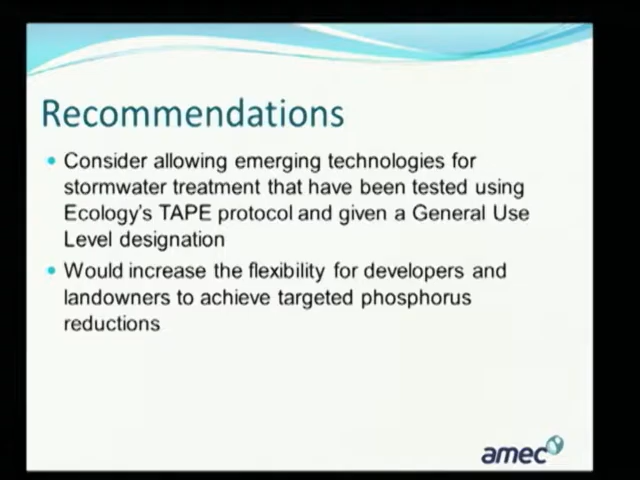 Recommendations
• Consider allowing emerging technologies for
stormwater treatment that have been tested using
Ecology's TAPE protocol and given a General Use
Level designation
• Would increase the flexibility for developers and
landowners to achieve targeted phosphorus
reductions
amec